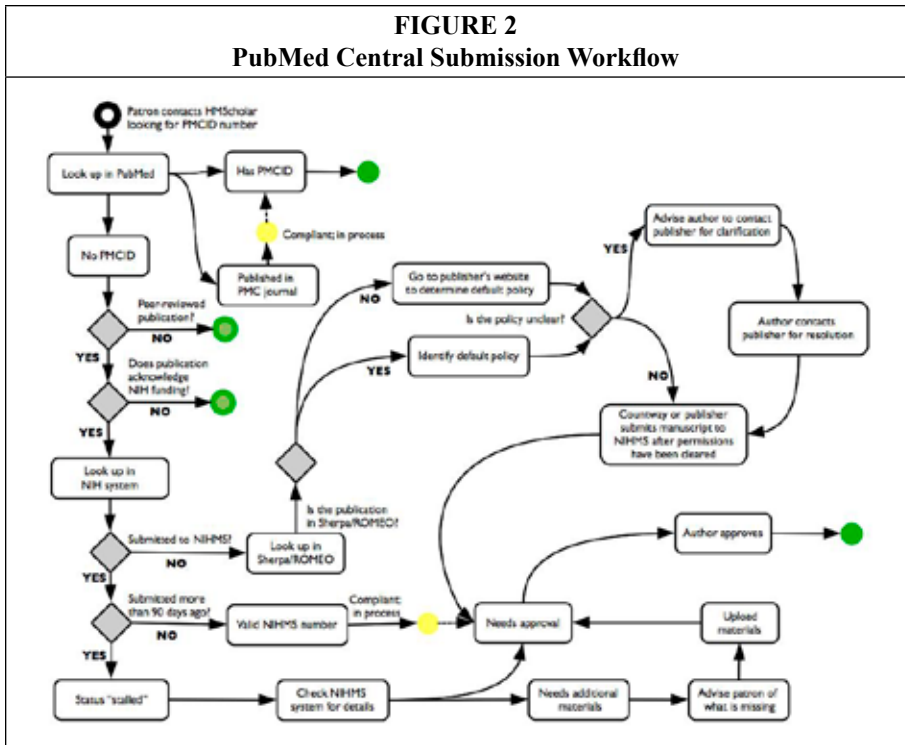 FIGURE 2
PubMed Central Submission Workflow
Patron contacts HMScholar
looking for PMCID number
Look up in PubMed
Has PMCID
Compliant; in process
Published in
PMC journal
No PMCID
Peer-reviewed
publication?
NO
YES
Does publication
acknowledge
NIH funding?
NO
YES
Look up in
NIH system
Submitted to NIHMS?
NO
YES
Look up in
Sherpa/ROMEO
Is the publication
in Sherpa/ROMEO?
NO
YES
Go to publisher's website
to determine default policy
Identify default policy
Is the policy unclear?
YES
NO
Advise author to contact
publisher for clarification
Author contacts
publisher for resolution
Countway or publisher
submits manuscript to
NIHMS after permissions
have been cleared
Submitted more
than 90 days ago?
NO
YES
Valid NIHMS number
Compliant;
in process
Needs approval
Author approves
Status "stalled"
Check NIHMS
system for details
Needs additional
materials
Advise patron of
what is missing
Upload
materials